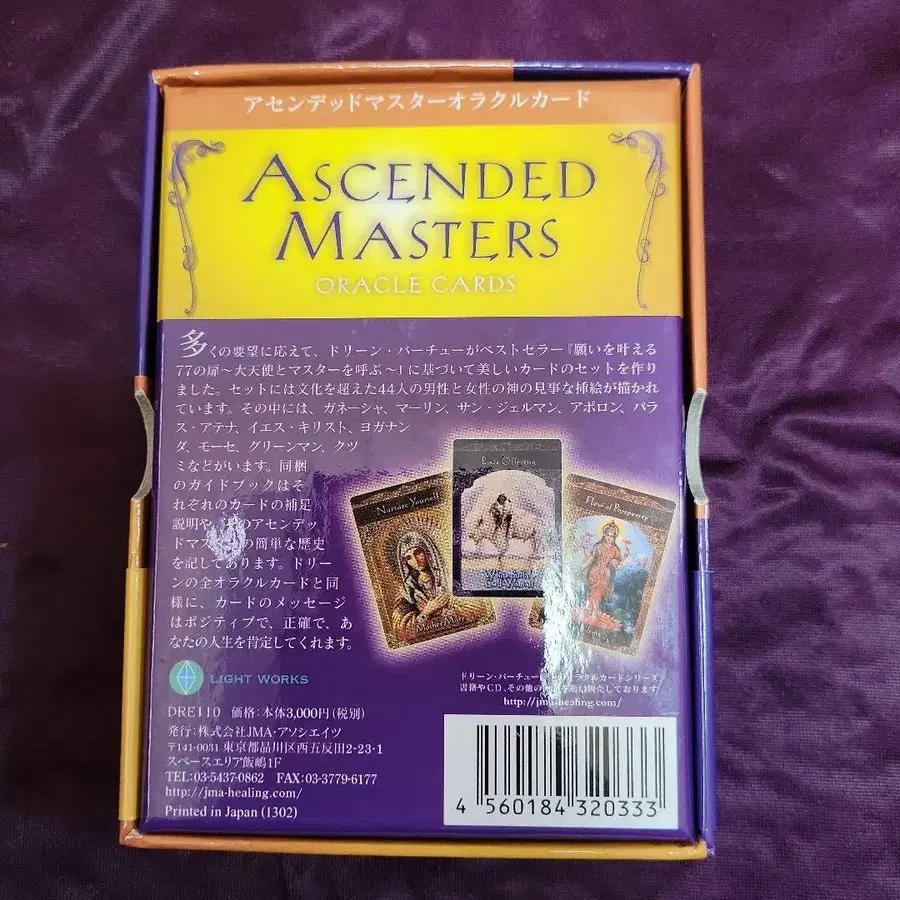 アセンデッドマスターオラクルカード
ASCENDED
MASTERS
ORACLE CARDS
多くの要望に応えて、ドリーン・バーチューがベストセラー『願いを叶える
77の扉～大天使とマスターを呼ぶ～』に基づいて美しいカードのセットを作り
ました。セットには文化を超えた44人の男性と女性の神の見事な挿絵が描かれ
ています。その中には、ガネーシャ、マーリン、サン・ジェルマン、アポロン、パラ
ス・アテナ、イエス・キリスト、ヨガナン
ダ、モーセ、グリーンマン、クツ
ミなどがいます。同梱
のガイドブックはそ
れぞれのカードの補足
説明や、のアセンデッ
ドマスの簡単な歴史
を記してあります。ドリー
ンの全オラクルカードと同
様に、カードのメッセージ
はポジティブで、正確で、あ
なたの人生を肯定してくれます。
Nurture Yourself
Mother Mary
Peace Offering
White Buffalo
Calf Woman
Flow of Prosperity
LIGHT WORKS
ドリーン・バーチューのオラクルカードシリーズ
書籍やCD、その他の販売しております
http://jma-healing.com/
DRE110 価格:本体3,000円(税別)
発行:株式会社JMA・アソシエイツ
〒141-0031 東京都品川区西五反田2-23-1
スペースエリア飯嶋1F
TEL:03-5437-0862 FAX:03-3779-6177
http://jma-healing.com/
Printed in Japan (1302)
4 560184 320333